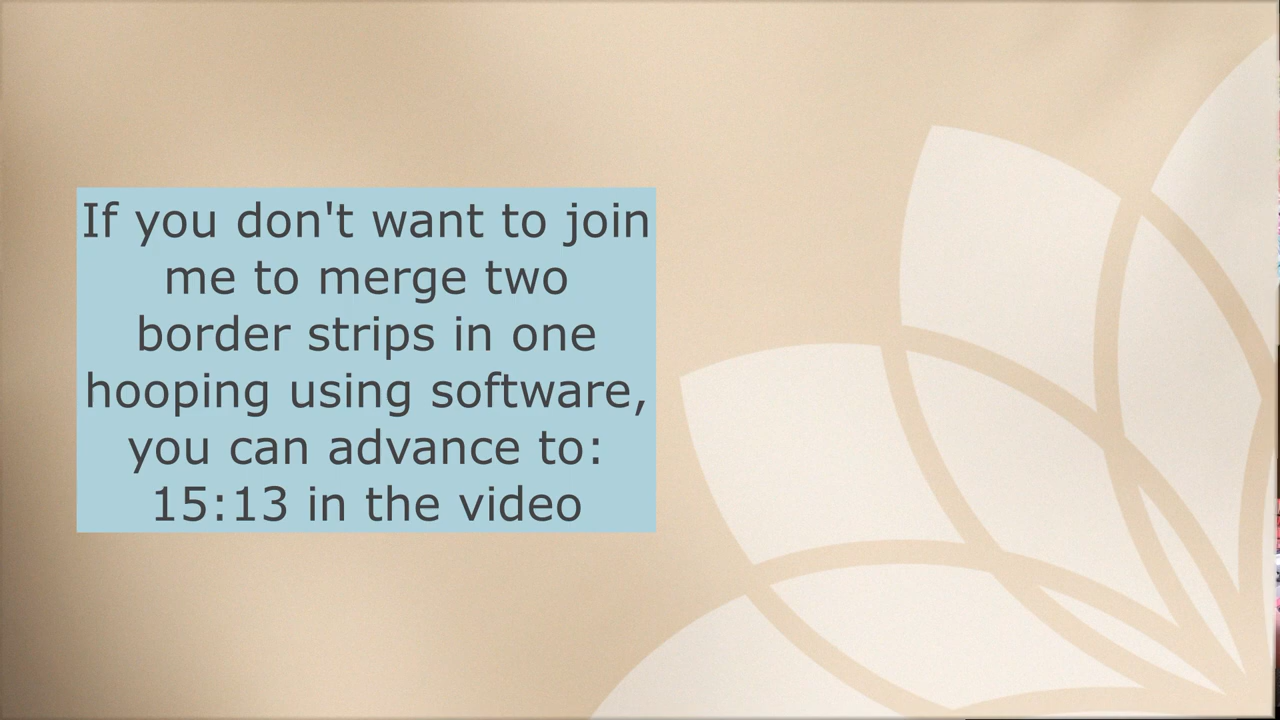 If you don't want to join
me to merge two
border strips in one
hooping using software,
you can advance to:
15:13 in the video